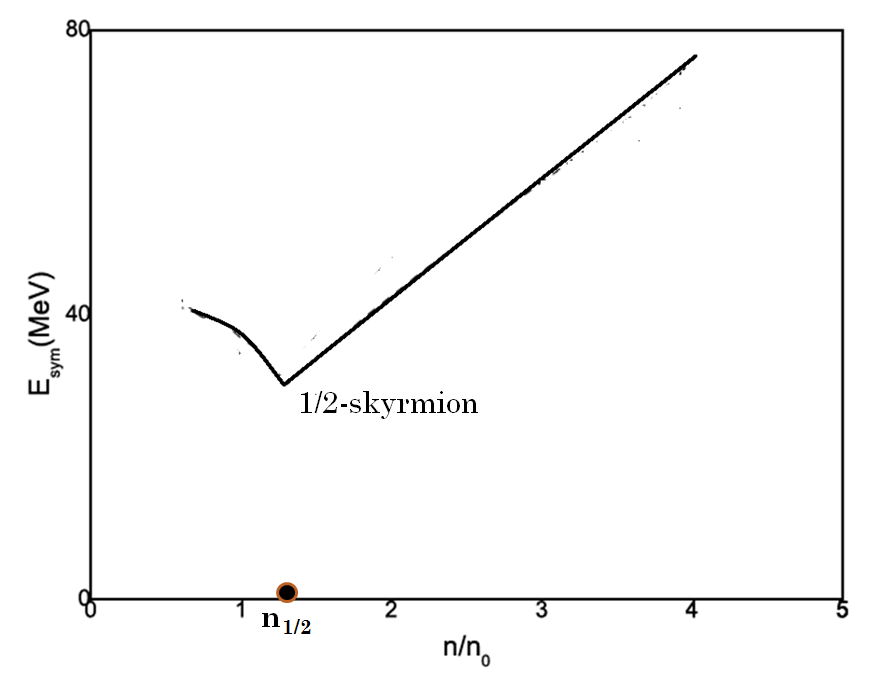 80
E_sym(MeV)
40
1/2-skyrmion
0
0 1 2 3 4 5
n_1/2
n/n_0